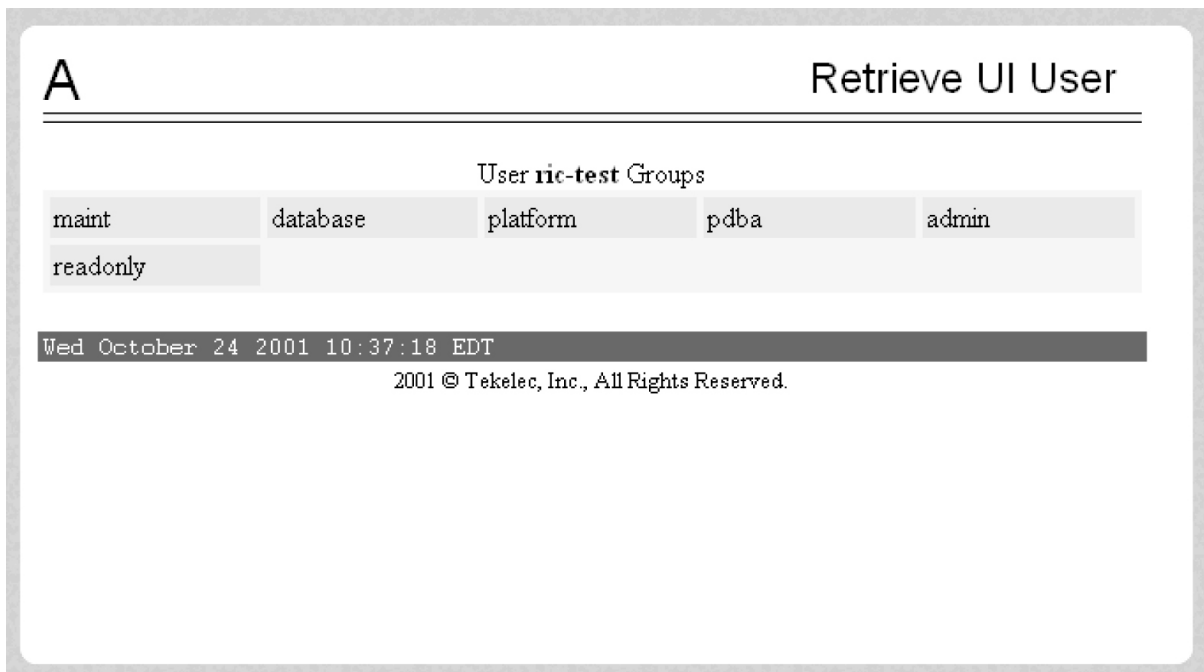 A Retrieve UI User
User ric-test Groups
maint database platform pdba admin
readonly
Wed October 24 2001 10:37:18 EDT
2001 © Tekelec, Inc., All Rights Reserved.